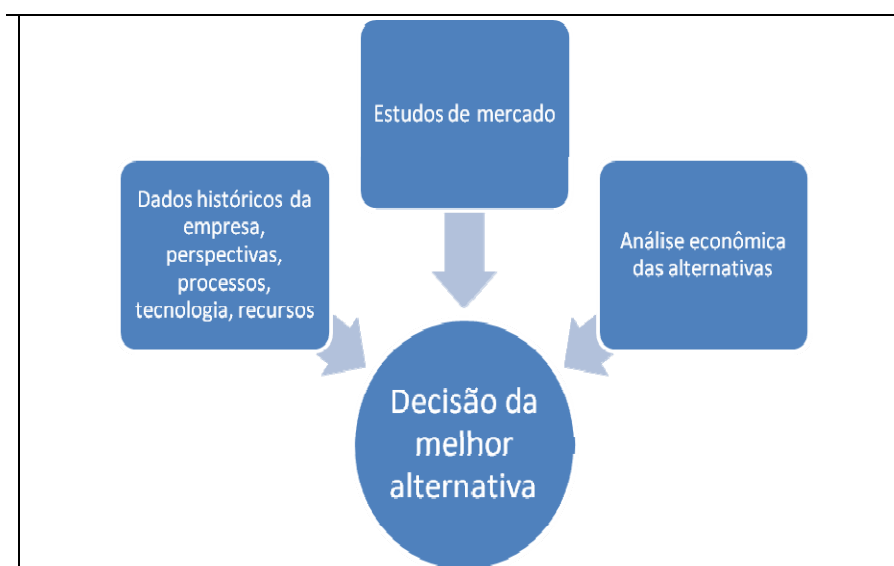 Estudos de mercado
Dados históricos da
empresa,
perspectivas,
processos,
tecnologia, recursos
Análise econômica
das alternativas
Decisão da
melhor
alternativa